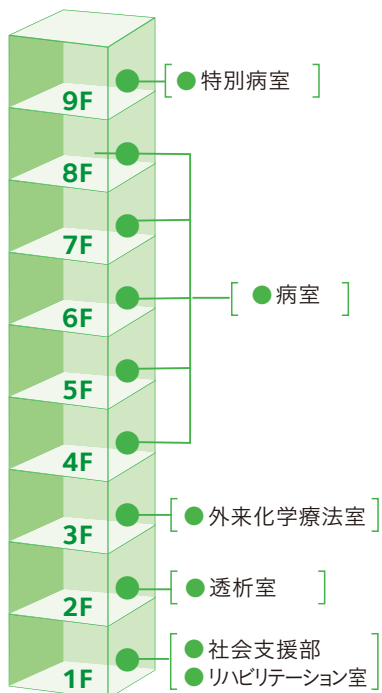 9F
● 特別病室
8F
7F
6F
● 病室
5F
4F
3F
● 外来化学療法室
2F
● 透析室
1F
● 社会支援部
● リハビリテーション室